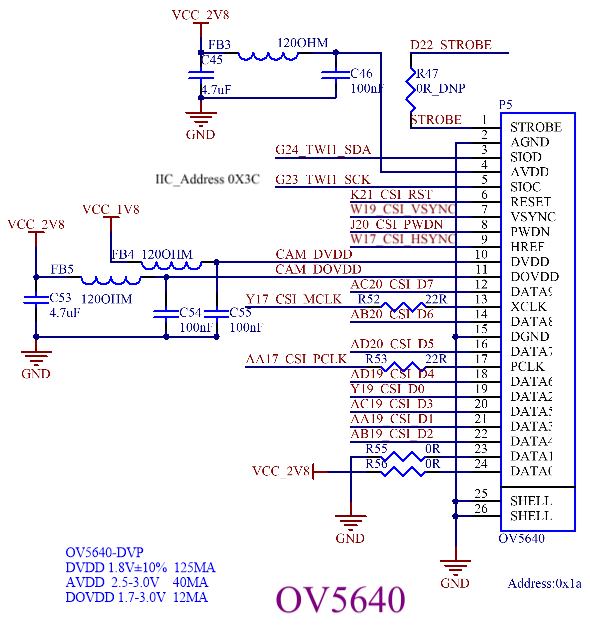 VCC_2V8
FB3 120OHM
D22_STROBE
C45
4.7uF
C46
100nF
R47
0R_DNP
P5
GND
STROBE 1 STROBE
2 AGND
G24_TWH_SDA 3 SIOD
4 AVDD
IIC_Address 0X3C
G23_TWH_SCK 5 SIOC
K21_CSI_RST 6 RESET
W19_CSI_VSYNC 7 VSYNC
J20_CSI_PWDN 8 PWDN
W17_CSI_HSYNC 9 HREF
VCC_1V8
VCC_2V8
FB4 120OHM CAM_DVDD 10 DVDD
FB5 120OHM CAM_DOVDD 11 DOVDD
AC20_CSI_D7 12 DATA9
C53
4.7uF
Y17_CSI_MCLK R52 22R 13 XCLK
C54
100nF
C55
100nF
AB20_CSI_D6 14 DATA8
15 DGND
AD20_CSI_D5 16 DATA7
GND
AA17_CSI_PCLK R53 22R 17 PCLK
AD19_CSI_D4 18 DATA6
Y19_CSI_D0 19 DATA2
AC19_CSI_D3 20 DATA5
AA19_CSI_D1 21 DATA3
AB19_CSI_D2 22 DATA4
R55 0R 23 DATA1
VCC_2V8 R56 0R 24 DATA0
25 SHELL
26 SHELL
GND
OV5640
GND
OV5640-DVP
DVDD 1.8V±10% 125MA
AVDD 2.5-3.0V 40MA
DOVDD 1.7-3.0V 12MA
OV5640
Address:0x1a